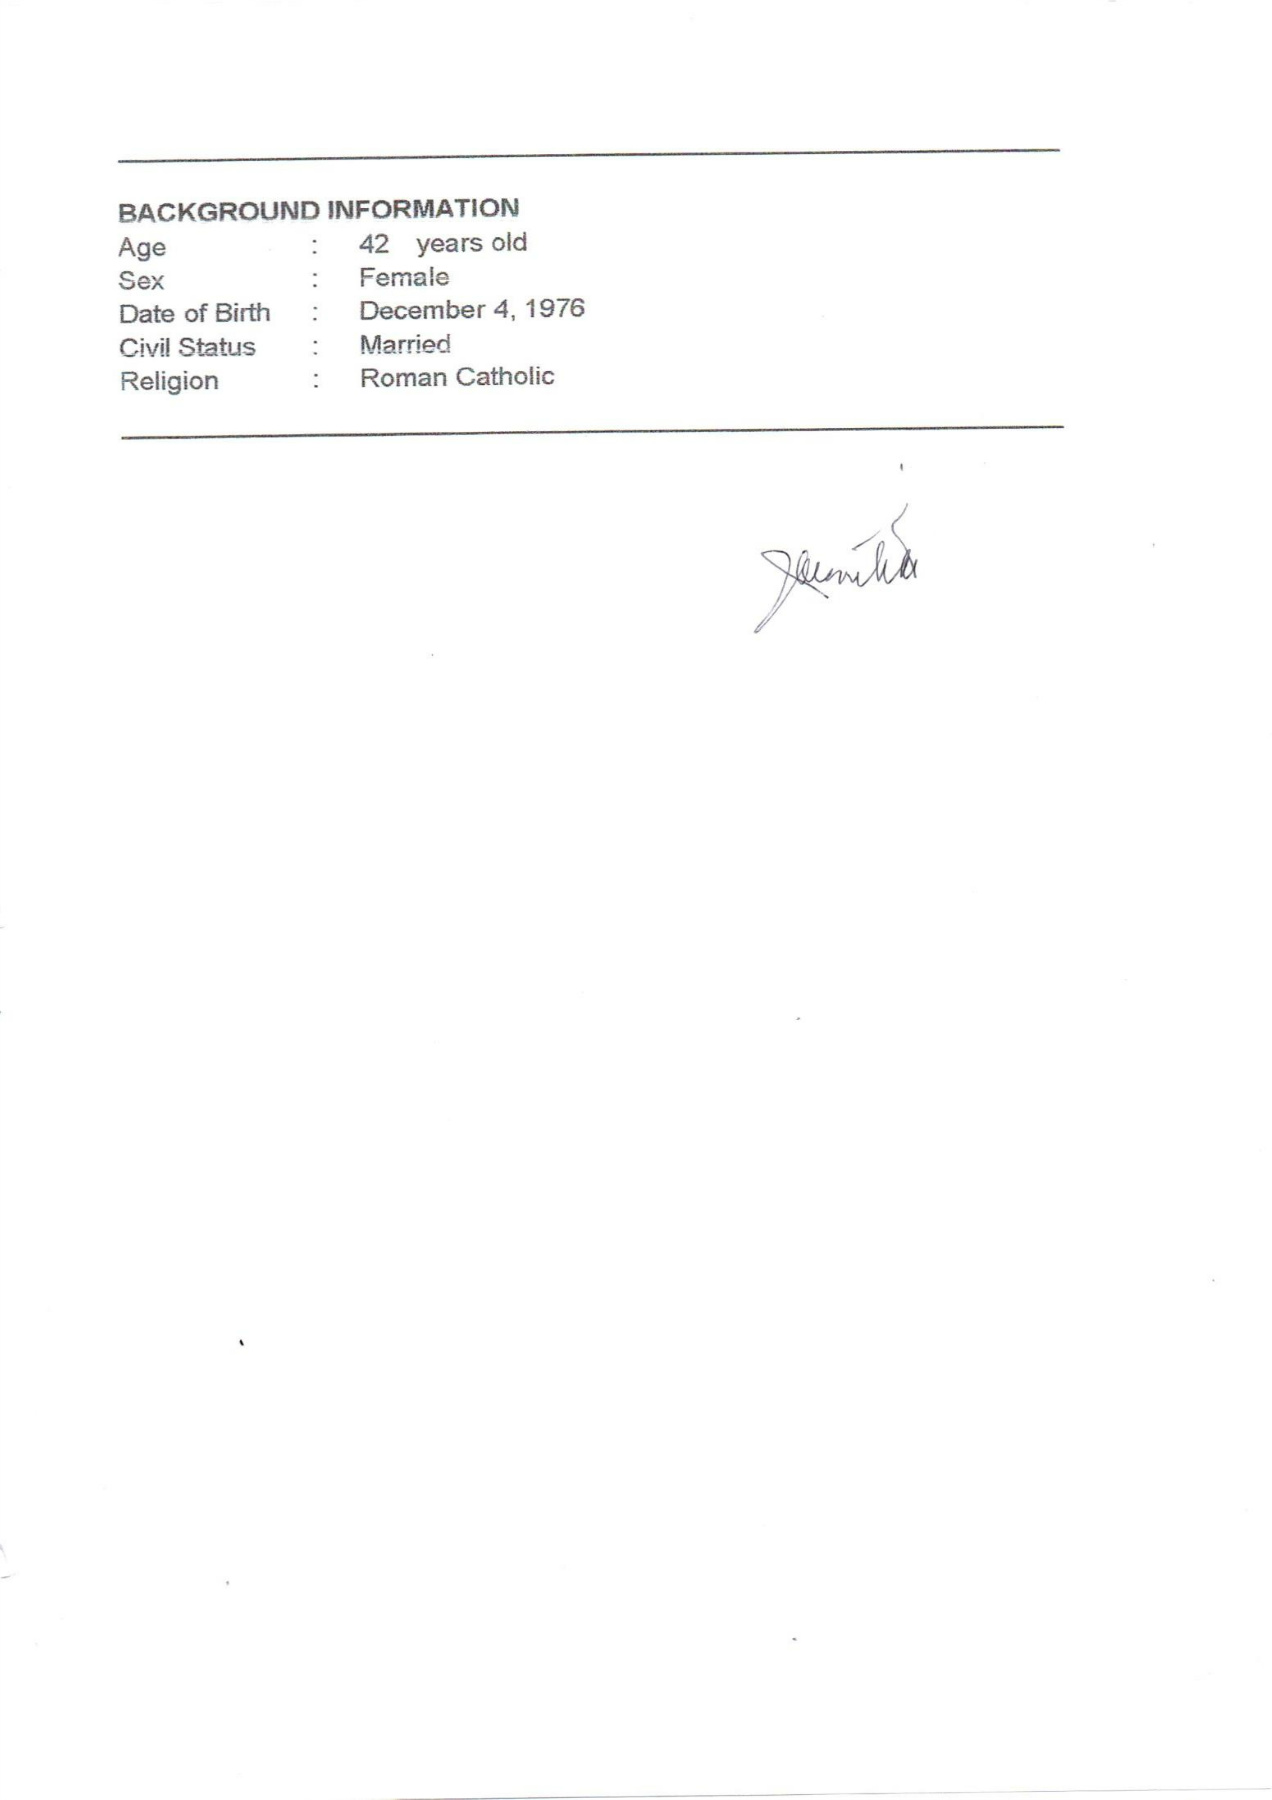 BACKGROUND INFORMATION
Age : 42 years old
Sex : Female
Date of Birth : December 4, 1976
Civil Status : Married
Religion : Roman Catholic